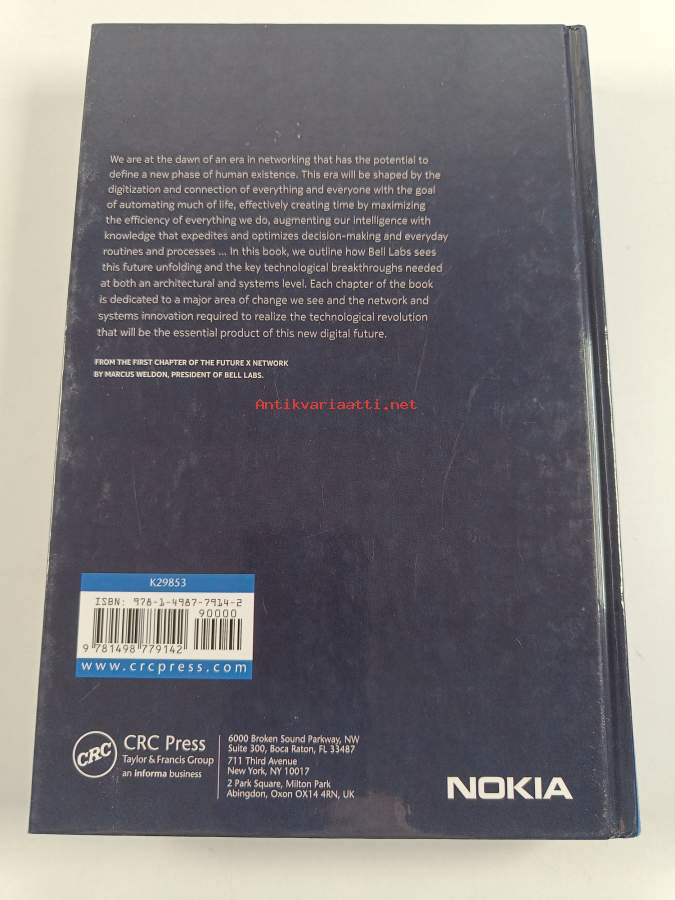 We are at the dawn of an era in networking that has the potential to
define a new phase of human existence. This era will be shaped by the
digitization and connection of everything and everyone with the goal
of automating much of life, effectively creating time by maximizing
the efficiency of everything we do, augmenting our intelligence with
knowledge that expedites and optimizes decision-making and everyday
routines and processes ... In this book, we outline how Bell Labs sees
this future unfolding and the key technological breakthroughs needed
at both an architectural and systems level. Each chapter of the book
is dedicated to a major area of change we see and the network and
systems innovation required to realize the technological revolution
that will be the essential product of this new digital future.
FROM THE FIRST CHAPTER OF THE FUTURE X NETWORK
BY MARCUS WELDON, PRESIDENT OF BELL LABS.
Antikvariaatti.net
K29853
ISBN: 978-1-4987-7914-2
90000
9 781498 779142
www.crcpress.com
CRC
CRC Press
Taylor & Francis Group
an informa business
6000 Broken Sound Parkway, NW
Suite 300, Boca Raton, FL 33487
711 Third Avenue
New York, NY 10017
2 Park Square, Milton Park
Abingdon, Oxon OX14 4RN, UK
NOKIA